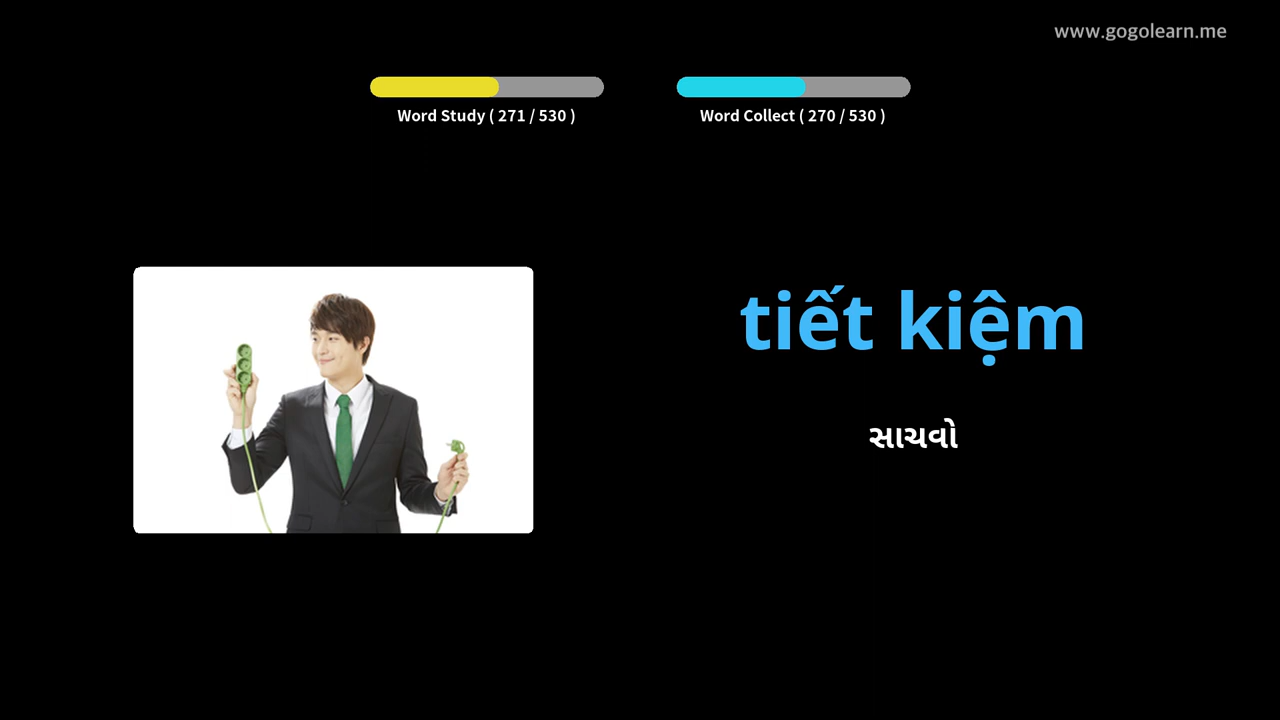 www.gogolearn.me
Word Study ( 271 / 530 )
Word Collect ( 270 / 530 )
tiết kiệm
સાચવો